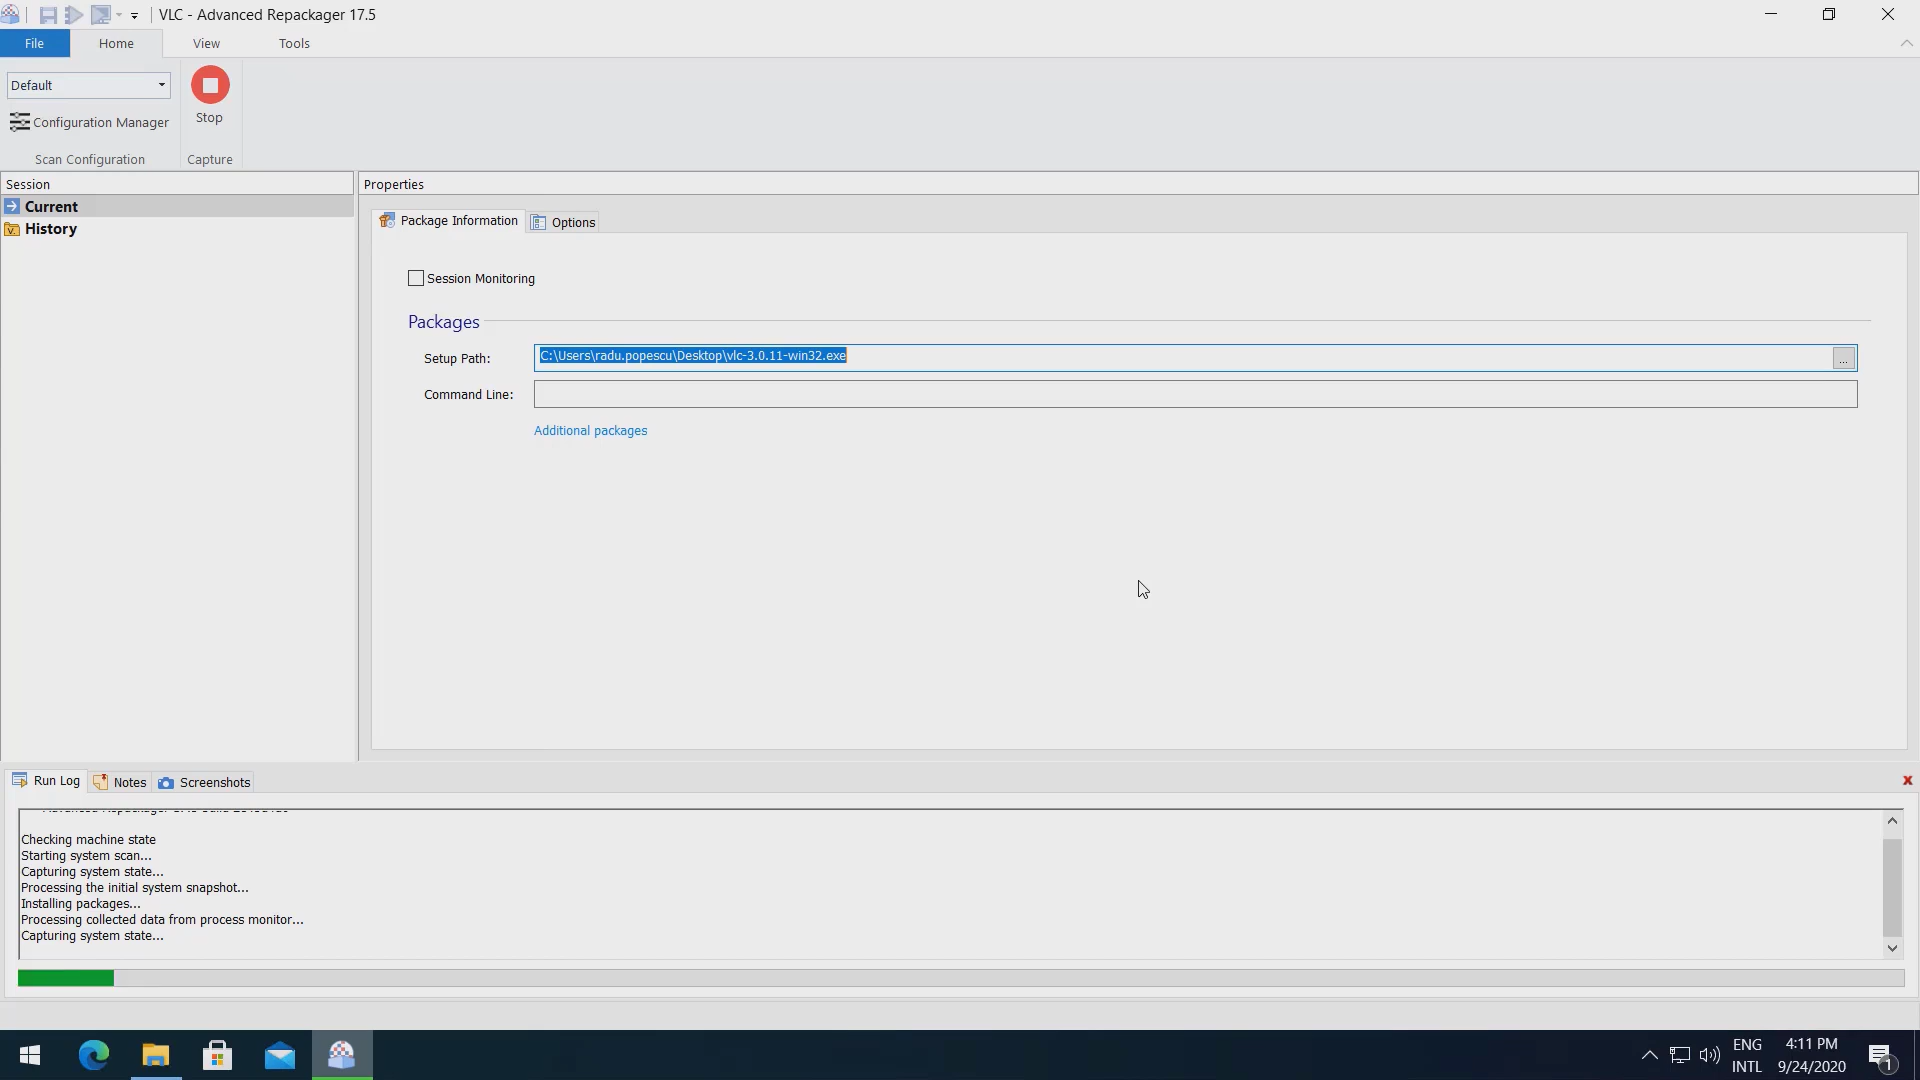 VLC - Advanced Repackager 17.5
File
Home
View
Tools
Default
Configuration Manager
Stop
Scan Configuration
Capture
Session
Properties
Current
History
Package Information
Options
Session Monitoring
Packages
Setup Path:
C:\Users\radu.popescu\Desktop\vlc-3.0.11-win32.exe
...
Command Line:
Additional packages
Run Log
Notes
Screenshots
Checking machine state
Starting system scan...
Capturing system state...
Processing the initial system snapshot...
Installing packages...
Processing collected data from process monitor...
Capturing system state...
ENG
INTL
4:11 PM
9/24/2020
1